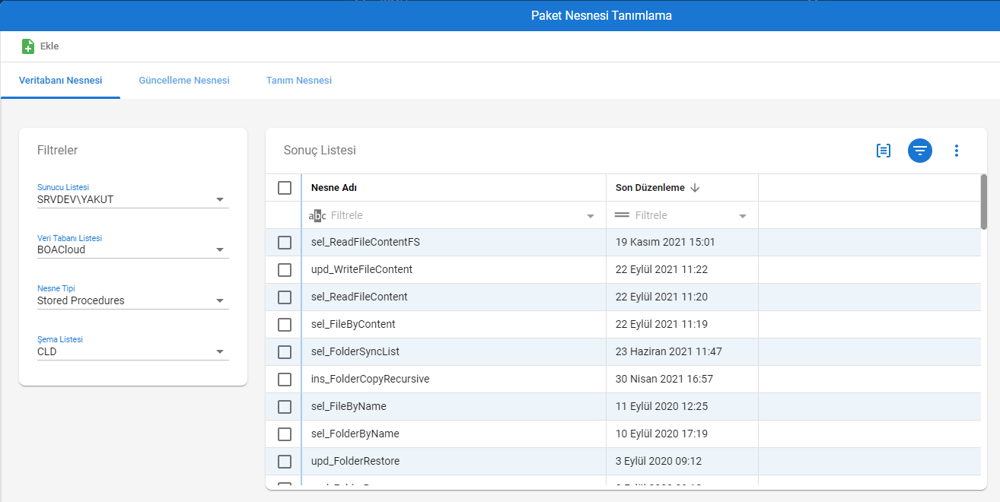 Paket Nesnesi Tanımlama
Ekle
Veritabanı Nesnesi Güncelleme Nesnesi Tanım Nesnesi
Filtreler
Sunucu Listesi
SRVDEV\YAKUT
Veri Tabanı Listesi
BOACloud
Nesne Tipi
Stored Procedures
Şema Listesi
CLD
Sonuç Listesi
Nesne Adı Son Düzenleme
abc Filtrele Filtrele
sel_ReadFileContentFS 19 Kasım 2021 15:01
upd_WriteFileContent 22 Eylül 2021 11:22
sel_ReadFileContent 22 Eylül 2021 11:20
sel_FileByContent 22 Eylül 2021 11:19
sel_FolderSyncList 23 Haziran 2021 11:47
ins_FolderCopyRecursive 30 Nisan 2021 16:57
sel_FileByName 11 Eylül 2020 12:25
sel_FolderByName 10 Eylül 2020 17:19
upd_FolderRestore 3 Eylül 2020 09:12